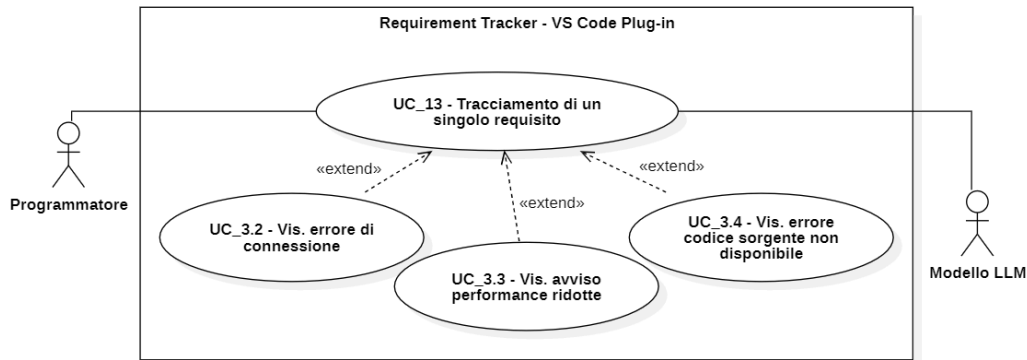 Requirement Tracker - VS Code Plug-in
UC_13 - Tracciamento di un
singolo requisito
«extend»
«extend»
«extend»
Programmatore
UC_3.2 - Vis. errore di
connessione
UC_3.3 - Vis. avviso
performance ridotte
UC_3.4 - Vis. errore
codice sorgente non
disponibile
Modello LLM